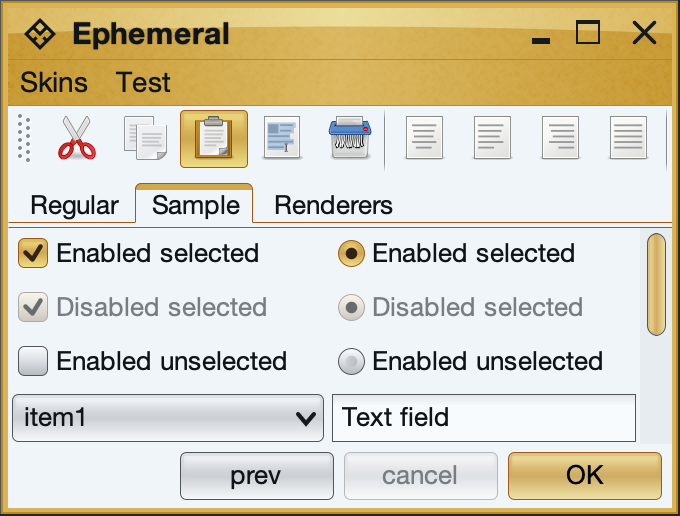 Ephemeral
Skins Test
Regular Sample Renderers
Enabled selected Enabled selected
Disabled selected Disabled selected
Enabled unselected Enabled unselected
item1 Text field
prev cancel OK